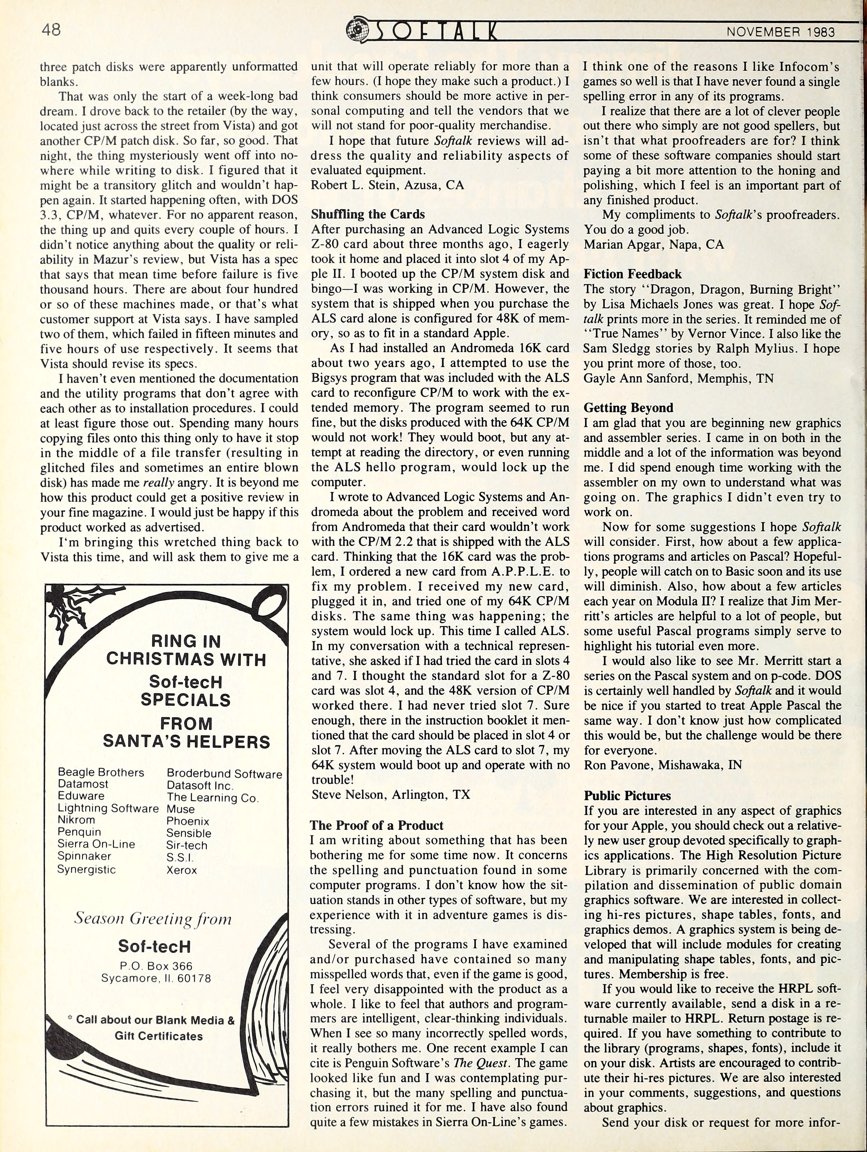 48
SOFTALK
NOVEMBER 1983
three patch disks were apparently unformatted
blanks.
That was only the start of a week-long bad
dream. I drove back to the retailer (by the way,
located just across the street from Vista) and got
another CP/M patch disk. So far, so good. That
night, the thing mysteriously went off into no-
where while writing to disk. I figured that it
might be a transitory glitch and wouldn't hap-
pen again. It started happening often, with DOS
3.3, CP/M, whatever. For no apparent reason,
the thing up and quits every couple of hours. I
didn't notice anything about the quality or reli-
ability in Mazur's review, but Vista has a spec
that says that mean time before failure is five
thousand hours. There are about four hundred
or so of these machines made, or that's what
customer support at Vista says. I have sampled
two of them, which failed in fifteen minutes and
five hours of use respectively. It seems that
Vista should revise its specs.
I haven't even mentioned the documentation
and the utility programs that don't agree with
each other as to installation procedures. I could
at least figure those out. Spending many hours
copying files onto this thing only to have it stop
in the middle of a file transfer (resulting in
glitched files and sometimes an entire blown
disk) has made me really angry. It is beyond me
how this product could get a positive review in
your fine magazine. I would just be happy if this
product worked as advertised.
I'm bringing this wretched thing back to
Vista this time, and will ask them to give me a
RING IN
CHRISTMAS WITH
Sof-tecH
SPECIALS
FROM
SANTA'S HELPERS
Beagle Brothers
Datamost
Eduware
Lightning Software
Nikrom
Penquin
Sierra On-Line
Spinnaker
Synergistic
Broderbund Software
Datasoft Inc.
The Learning Co.
Muse
Phoenix
Sensible
Sir-tech
S.S.I.
Xerox
Season Greeting from
Sof-tecH
P.O. Box 366
Sycamore, Il. 60178
* Call about our Blank Media &
Gift Certificates
unit that will operate reliably for more than a
few hours. (I hope they make such a product.) I
think consumers should be more active in per-
sonal computing and tell the vendors that we
will not stand for poor-quality merchandise.
I hope that future Softalk reviews will ad-
dress the quality and reliability aspects of
evaluated equipment.
Robert L. Stein, Azusa, CA
Shuffling the Cards
After purchasing an Advanced Logic Systems
Z-80 card about three months ago, I eagerly
took it home and placed it into slot 4 of my Ap-
ple II. I booted up the CP/M system disk and
bingo—I was working in CP/M. However, the
system that is shipped when you purchase the
ALS card alone is configured for 48K of mem-
ory, so as to fit in a standard Apple.
As I had installed an Andromeda 16K card
about two years ago, I attempted to use the
Bigsys program that was included with the ALS
card to reconfigure CP/M to work with the ex-
tended memory. The program seemed to run
fine, but the disks produced with the 64K CP/M
would not work! They would boot, but any at-
tempt at reading the directory, or even running
the ALS hello program, would lock up the
computer.
I wrote to Advanced Logic Systems and An-
dromeda about the problem and received word
from Andromeda that their card wouldn't work
with the CP/M 2.2 that is shipped with the ALS
card. Thinking that the 16K card was the prob-
lem, I ordered a new card from A.P.P.L.E. to
fix my problem. I received my new card,
plugged it in, and tried one of my 64K CP/M
disks. The same thing was happening; the
system would lock up. This time I called ALS.
In my conversation with a technical represen-
tative, she asked if I had tried the card in slots 4
and 7. I thought the standard slot for a Z-80
card was slot 4, and the 48K version of CP/M
worked there. I had never tried slot 7. Sure
enough, there in the instruction booklet it men-
tioned that the card should be placed in slot 4 or
slot 7. After moving the ALS card to slot 7, my
64K system would boot up and operate with no
trouble!
Steve Nelson, Arlington, TX
The Proof of a Product
I am writing about something that has been
bothering me for some time now. It concerns
the spelling and punctuation found in some
computer programs. I don't know how the sit-
uation stands in other types of software, but my
experience with it in adventure games is dis-
tressing.
Several of the programs I have examined
and/or purchased have contained so many
misspelled words that, even if the game is good,
I feel very disappointed with the product as a
whole. I like to feel that authors and program-
mers are intelligent, clear-thinking individuals.
When I see so many incorrectly spelled words,
it really bothers me. One recent example I can
cite is Penguin Software's The Quest. The game
looked like fun and I was contemplating pur-
chasing it, but the many spelling and punctua-
tion errors ruined it for me. I have also found
quite a few mistakes in Sierra On-Line's games.
I think one of the reasons I like Infocom's
games so well is that I have never found a single
spelling error in any of its programs.
I realize that there are a lot of clever people
out there who simply are not good spellers, but
isn't that what proofreaders are for? I think
some of these software companies should start
paying a bit more attention to the honing and
polishing, which I feel is an important part of
any finished product.
My compliments to Softalk's proofreaders.
You do a good job.
Marian Apgar, Napa, CA
Fiction Feedback
The story "Dragon, Dragon, Burning Bright"
by Lisa Michaels Jones was great. I hope Sof-
talk prints more in the series. It reminded me of
"True Names" by Vernor Vince. I also like the
Sam Sledgg stories by Ralph Mylius. I hope
you print more of those, too.
Gayle Ann Sanford, Memphis, TN
Getting Beyond
I am glad that you are beginning new graphics
and assembler series. I came in on both in the
middle and a lot of the information was beyond
me. I did spend enough time working with the
assembler on my own to understand what was
going on. The graphics I didn't even try to
work on.
Now for some suggestions I hope Softalk
will consider. First, how about a few applica-
tions programs and articles on Pascal? Hopeful-
ly, people will catch on to Basic soon and its use
will diminish. Also, how about a few articles
each year on Modula II? I realize that Jim Mer-
ritt's articles are helpful to a lot of people, but
some useful Pascal programs simply serve to
highlight his tutorial even more.
I would also like to see Mr. Merritt start a
series on the Pascal system and on p-code. DOS
is certainly well handled by Softalk and it would
be nice if you started to treat Apple Pascal the
same way. I don't know just how complicated
this would be, but the challenge would be there
for everyone.
Ron Pavone, Mishawaka, IN
Public Pictures
If you are interested in any aspect of graphics
for your Apple, you should check out a relative-
ly new user group devoted specifically to graph-
ics applications. The High Resolution Picture
Library is primarily concerned with the com-
pilation and dissemination of public domain
graphics software. We are interested in collect-
ing hi-res pictures, shape tables, fonts, and
graphics demos. A graphics system is being de-
veloped that will include modules for creating
and manipulating shape tables, fonts, and pic-
tures. Membership is free.
If you would like to receive the HRPL soft-
ware currently available, send a disk in a re-
turnable mailer to HRPL. Return postage is re-
quired. If you have something to contribute to
the library (programs, shapes, fonts), include it
on your disk. Artists are encouraged to contrib-
ute their hi-res pictures. We are also interested
in your comments, suggestions, and questions
about graphics.
Send your disk or request for more infor-